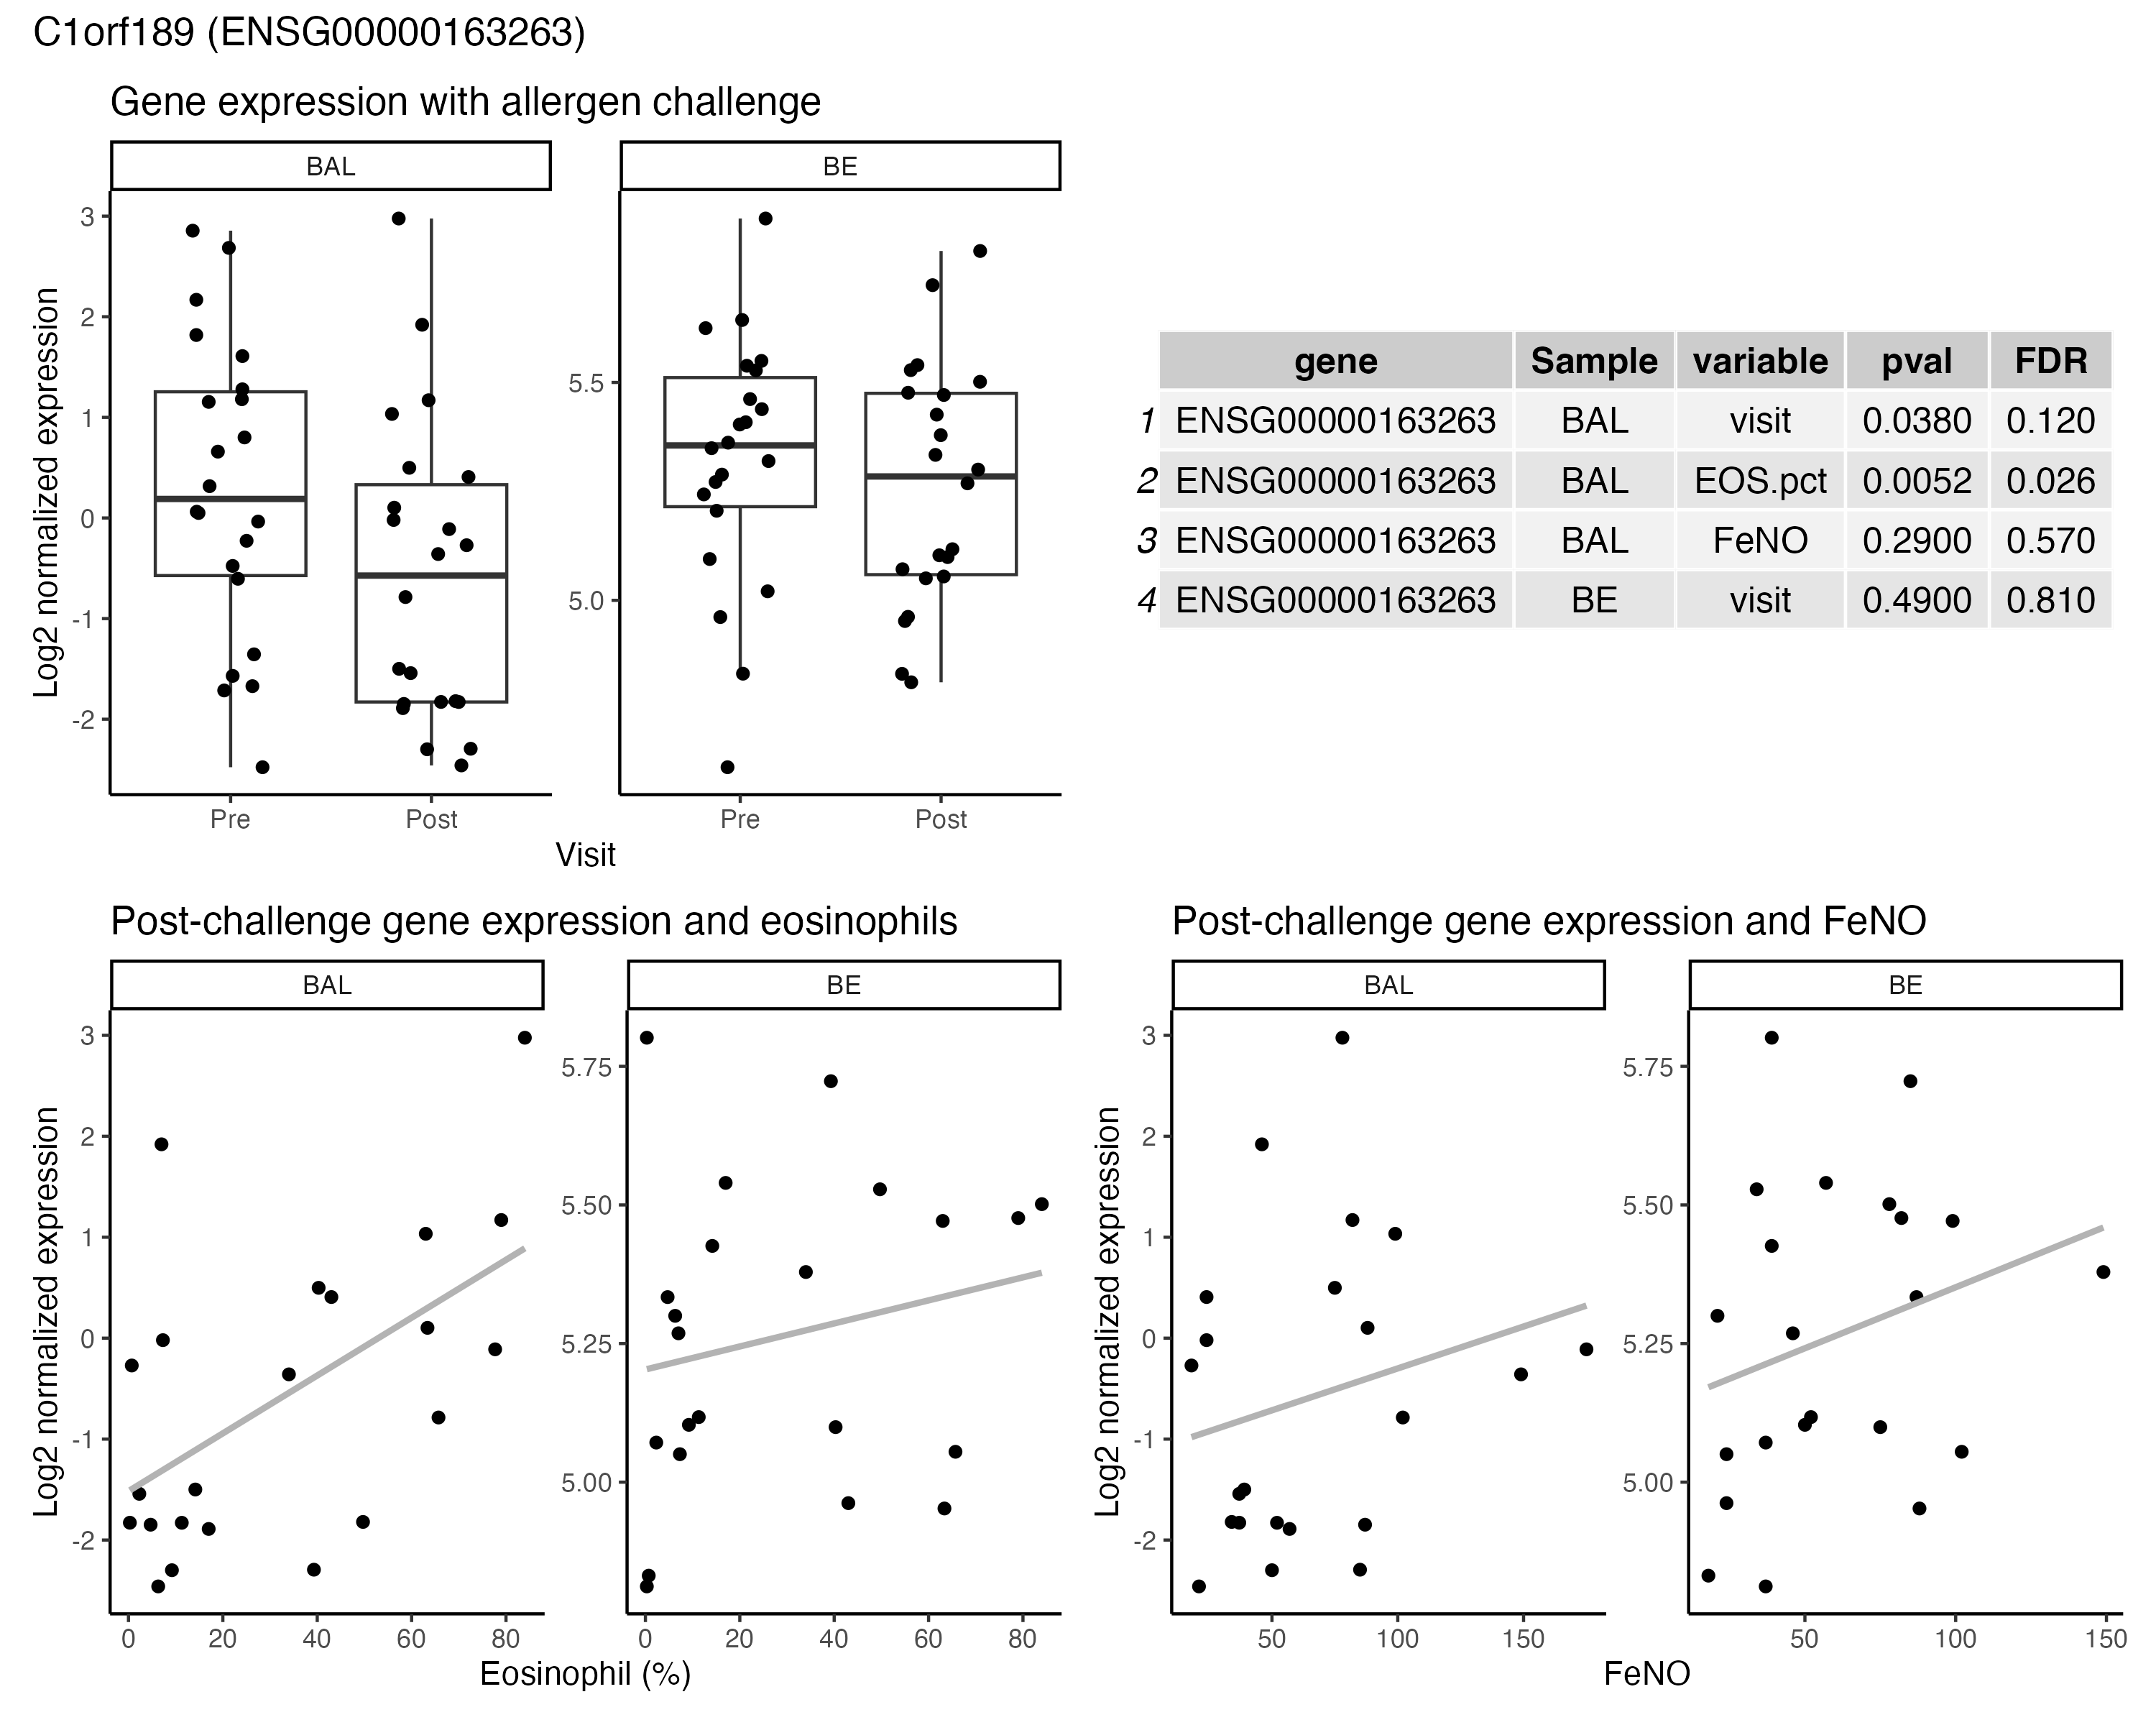 C1orf189 (ENSG00000163263)
Gene expression with allergen challenge
BAL
BE
Log2 normalized expression
3
2
1
0
-1
-2
5.5
5.0
Pre
Post
Pre
Post
Visit
gene Sample variable pval FDR
1 ENSG00000163263 BAL visit 0.0380 0.120
2 ENSG00000163263 BAL EOS.pct 0.0052 0.026
3 ENSG00000163263 BAL FeNO 0.2900 0.570
4 ENSG00000163263 BE visit 0.4900 0.810
Post-challenge gene expression and eosinophils
BAL
BE
Log2 normalized expression
3
2
1
0
-1
-2
5.75
5.50
5.25
5.00
0 20 40 60 80
0 20 40 60 80
Eosinophil (%)
Post-challenge gene expression and FeNO
BAL
BE
Log2 normalized expression
3
2
1
0
-1
-2
5.75
5.50
5.25
5.00
50 100 150
50 100 150
FeNO